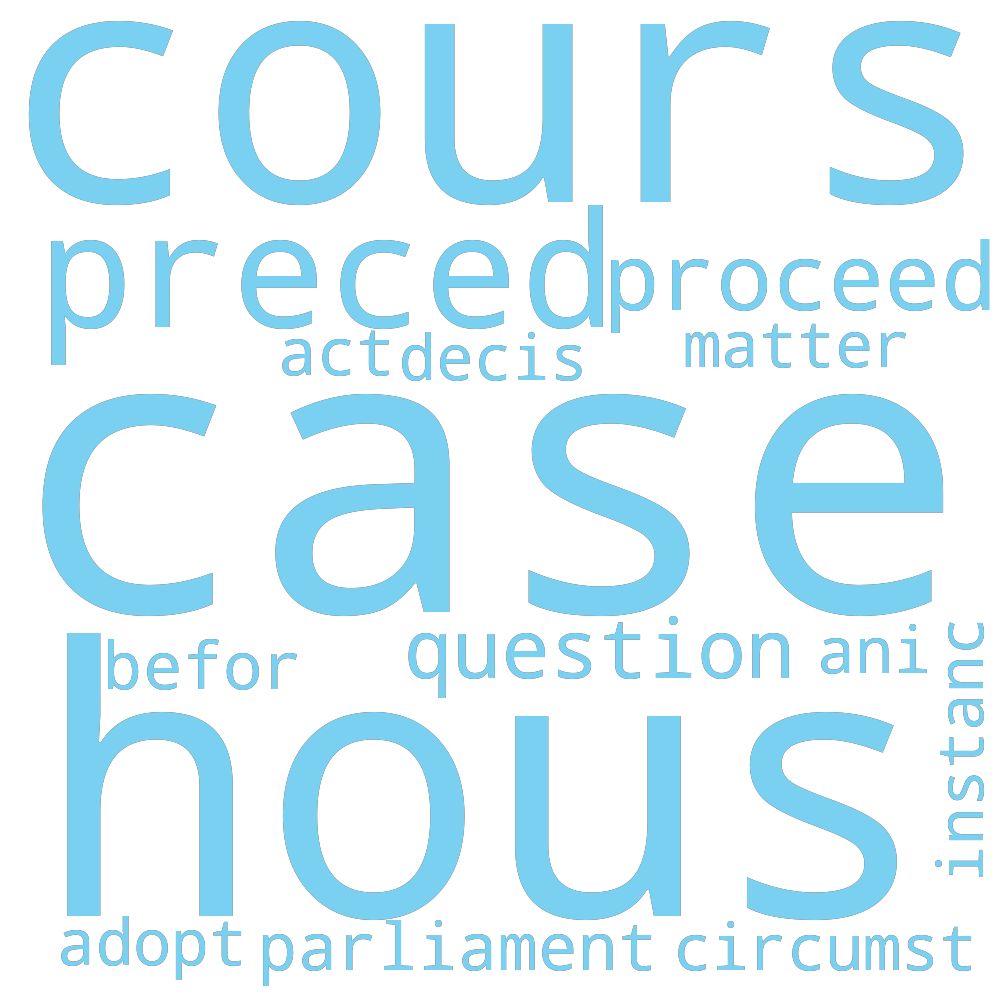 cours
preced proceed
act decis matter
case
befor question ani
instanc
hous
adopt parliament circumst